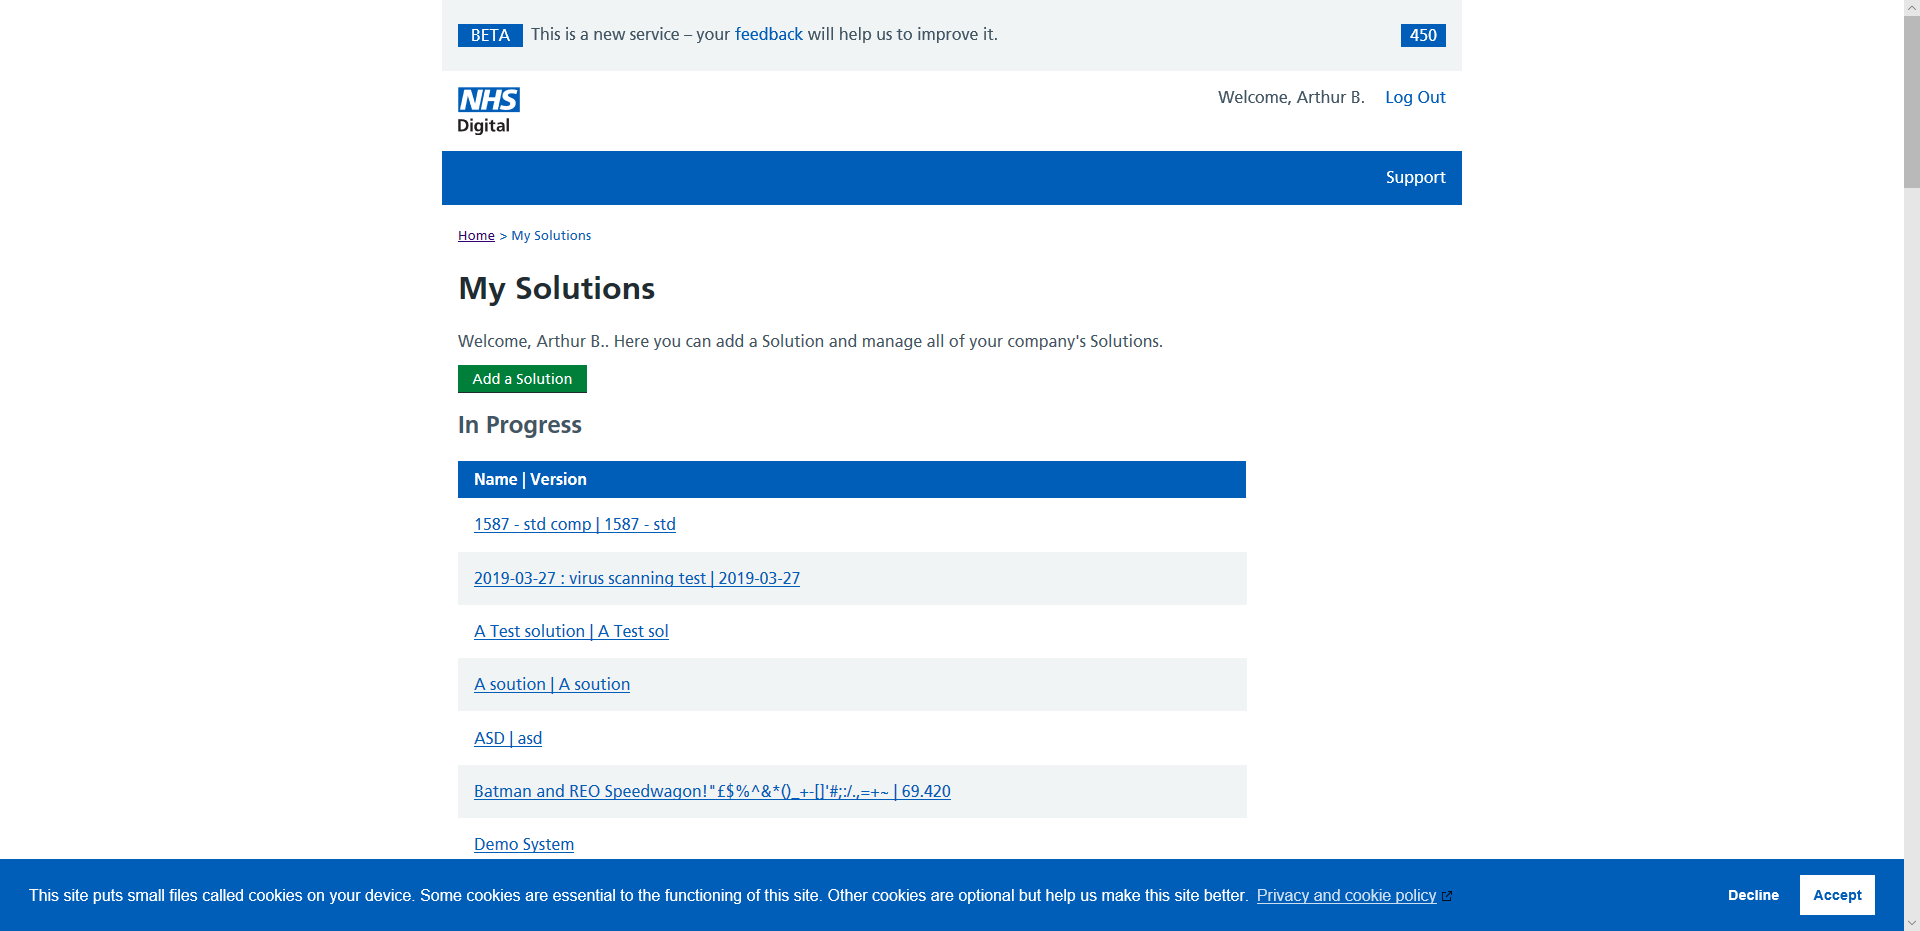 BETA This is a new service – your feedback will help us to improve it. 450
NHS
Digital
Welcome, Arthur B. Log Out
Support
Home > My Solutions
My Solutions
Welcome, Arthur B.. Here you can add a Solution and manage all of your company's Solutions.
Add a Solution
In Progress
Name | Version
1587 - std comp | 1587 - std
2019-03-27 : virus scanning test | 2019-03-27
A Test solution | A Test sol
A soution | A soution
ASD | asd
Batman and REO Speedwagon!"£$%^&*()_+-[]'#;:/.,=+~ | 69.420
Demo System
This site puts small files called cookies on your device. Some cookies are essential to the functioning of this site. Other cookies are optional but help us make this site better. Privacy and cookie policy
Decline
Accept